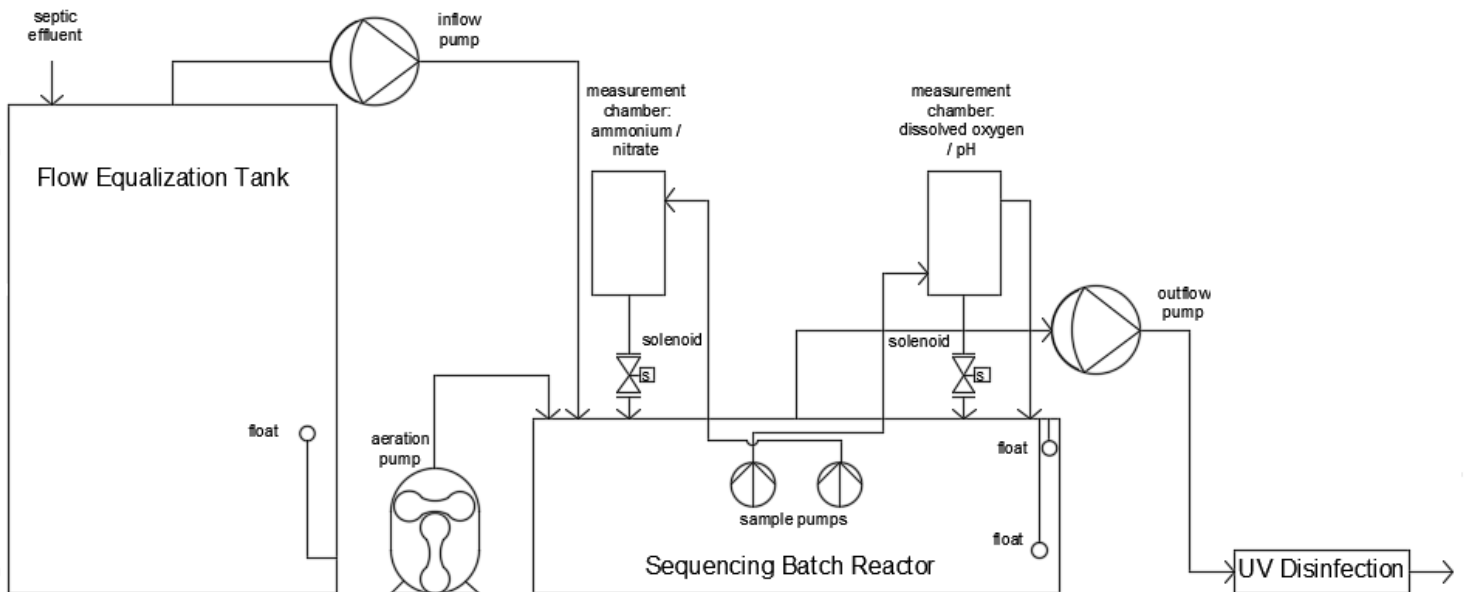 septic
effluent
inflow
pump
Flow Equalization Tank
measurement
chamber:
ammonium /
nitrate
measurement
chamber:
dissolved oxygen
/ pH
solenoid
s
solenoid
s
outflow
pump
float
aeration
pump
float
sample pumps
float
Sequencing Batch Reactor
UV Disinfection